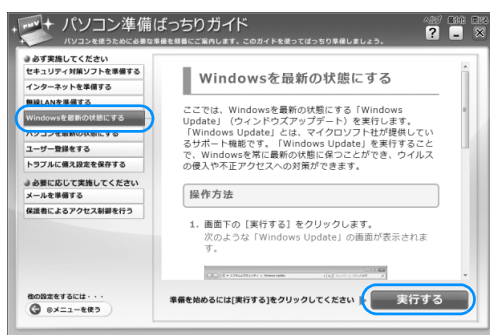 パソコン準備ばっちりガイド
パソコンを使うために必要な準備を順番にご案内します。このガイドを使ってばっちり準備しましょう。
ヘルプ 最小化 閉じる
必ず実施してください
セキュリティ対策ソフトを準備する
インターネットを準備する
無線LANを準備する
Windowsを最新の状態にする
パソコンを最新の状態にする
ユーザー登録をする
トラブルに備え設定を保存する
必要に応じて実施してください
メールを準備する
保護者によるアクセス制御を行う
他の設定をするには・・・
@メニューを使う
Windowsを最新の状態にする
ここでは、Windowsを最新の状態にする「Windows
Update」（ウィンドウズアップデート）を実行します。
「Windows Update」とは、マイクロソフト社が提供してい
るサポート機能です。「Windows Update」を実行すること
で、Windowsを常に最新の状態に保つことができ、ウイルス
の侵入や不正アクセスへの対策ができます。
操作方法
1. 画面下の［実行する］をクリックします。
次のような「Windows Update」の画面が表示されま
す。
準備を始めるには[実行する]をクリックしてください
実行する